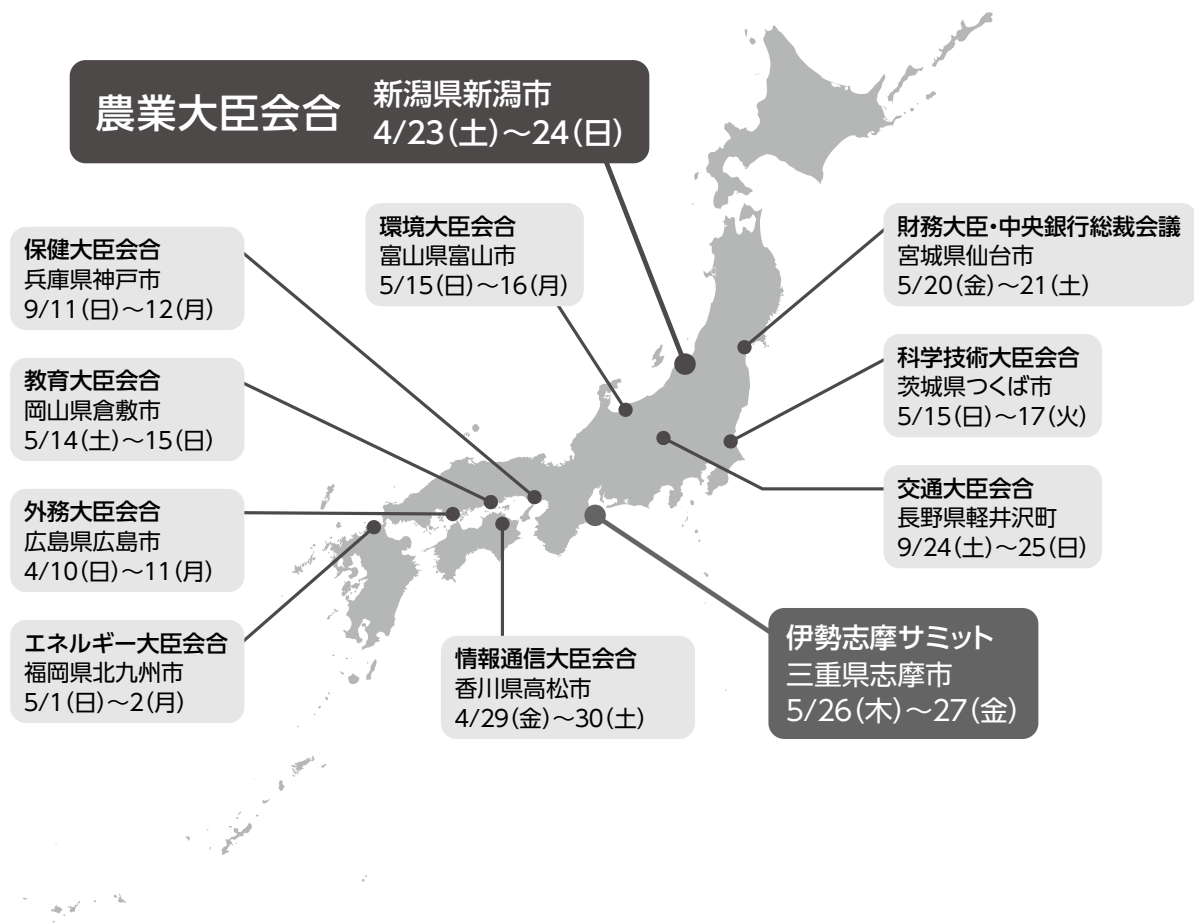 農業大臣会合
新潟県新潟市
4/23(土)〜24(日)
保健大臣会合
兵庫県神戸市
9/11(日)〜12(月)
環境大臣会合
富山県富山市
5/15(日)〜16(月)
財務大臣・中央銀行総裁会議
宮城県仙台市
5/20(金)〜21(土)
教育大臣会合
岡山県倉敷市
5/14(土)〜15(日)
科学技術大臣会合
茨城県つくば市
5/15(日)〜17(火)
外務大臣会合
広島県広島市
4/10(日)〜11(月)
交通大臣会合
長野県軽井沢町
9/24(土)〜25(日)
エネルギー大臣会合
福岡県北九州市
5/1(日)〜2(月)
情報通信大臣会合
香川県高松市
4/29(金)〜30(土)
伊勢志摩サミット
三重県志摩市
5/26(木)〜27(金)